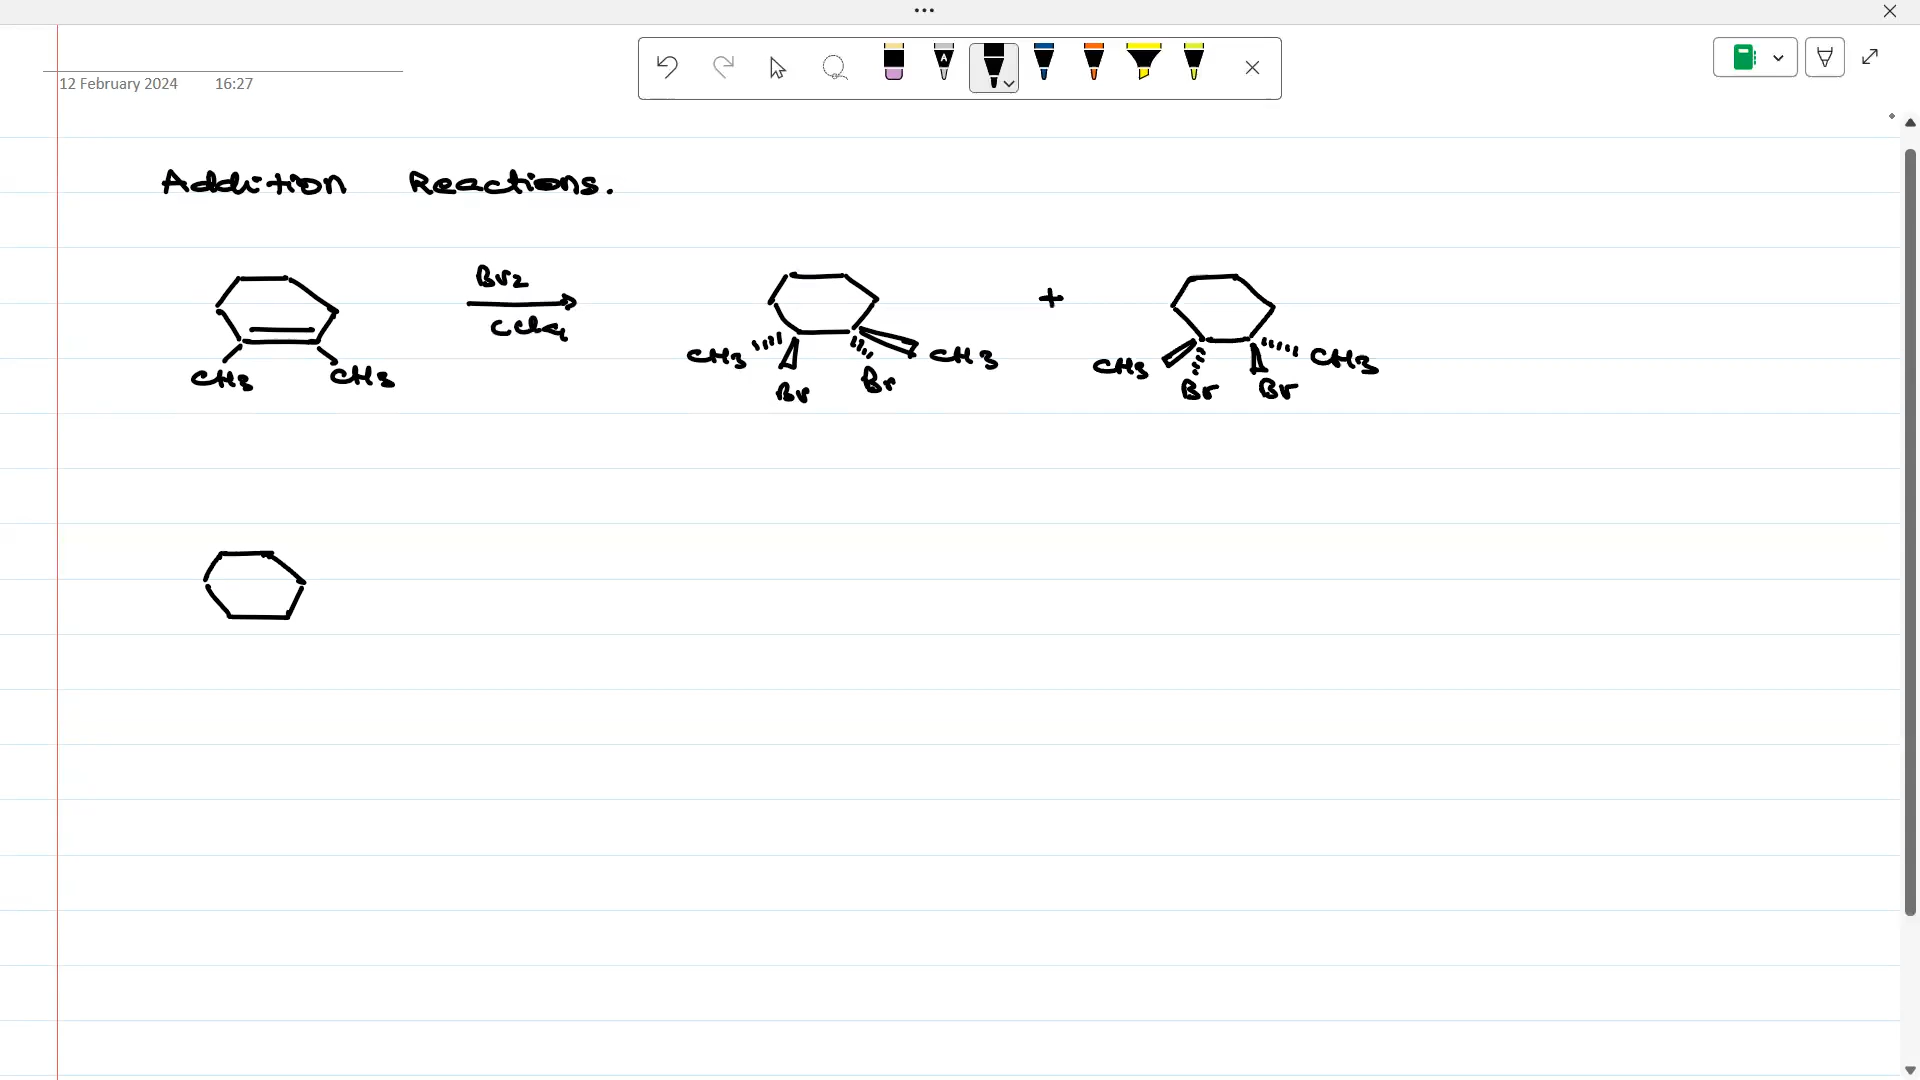 12 February 2024 16:27
Addition Reactions.
Br2
CCl4
+
CH3 CH3 CH3 Br Br CH3 CH3 Br Br CH3